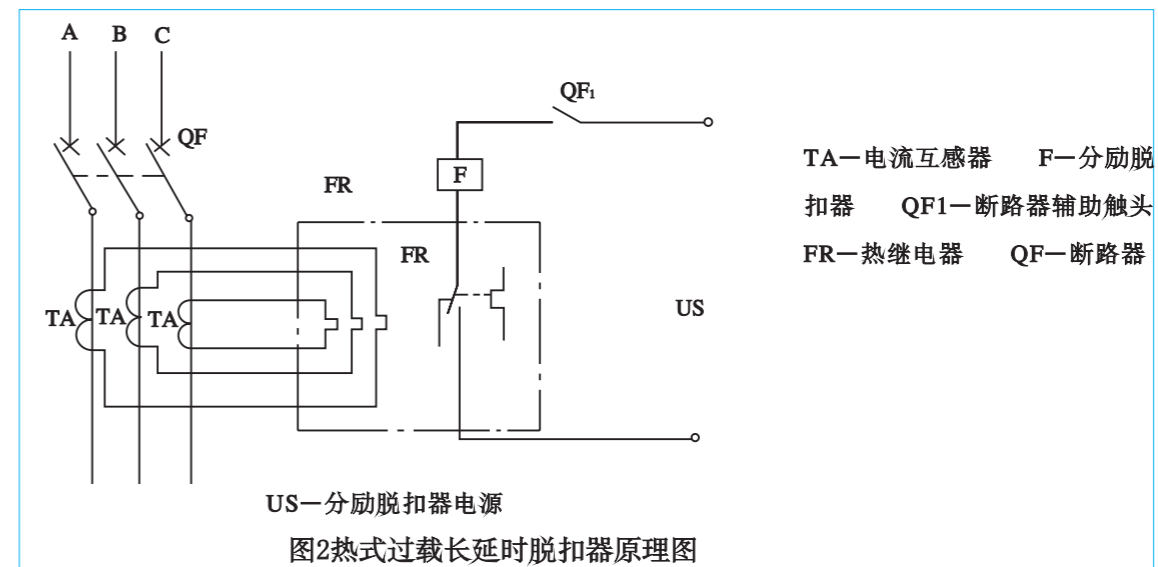 A B C
QF
QF₁
F
FR
FR
TA TA TA
US
TA－电流互感器 F－分励脱
扣器 QF1－断路器辅助触头
FR－热继电器 QF－断路器
US－分励脱扣器电源
图2热式过载长延时脱扣器原理图